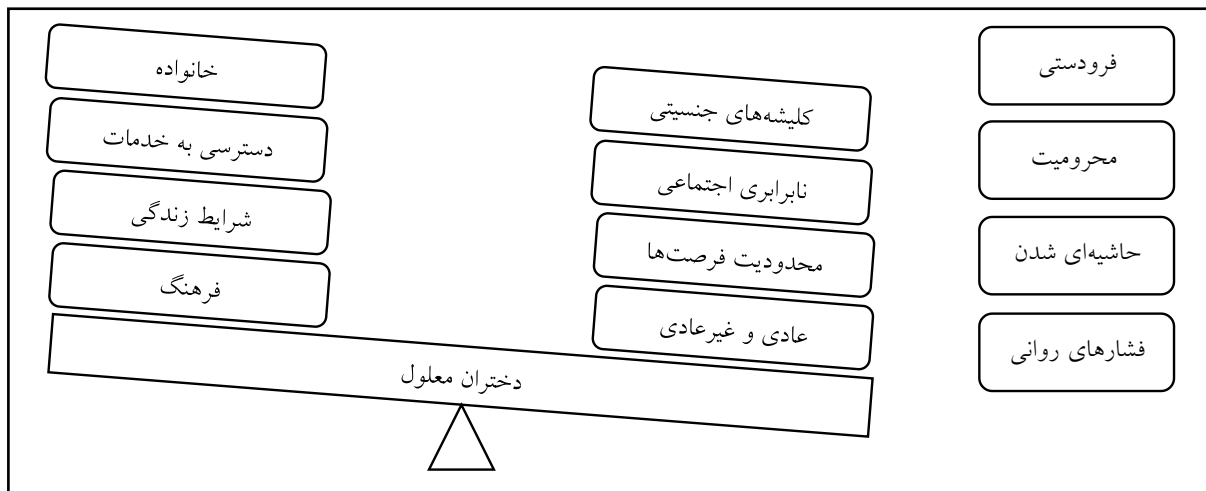 فرودستی
محرومیت
حاشیه‌ای شدن
فشارهای روانی
کلیشه‌های جنسیتی
نابرابری اجتماعی
محدودیت فرصت‌ها
عادی و غیرعادی
خانواده
دسترسی به خدمات
شرایط زندگی
فرهنگ
دختران معلول